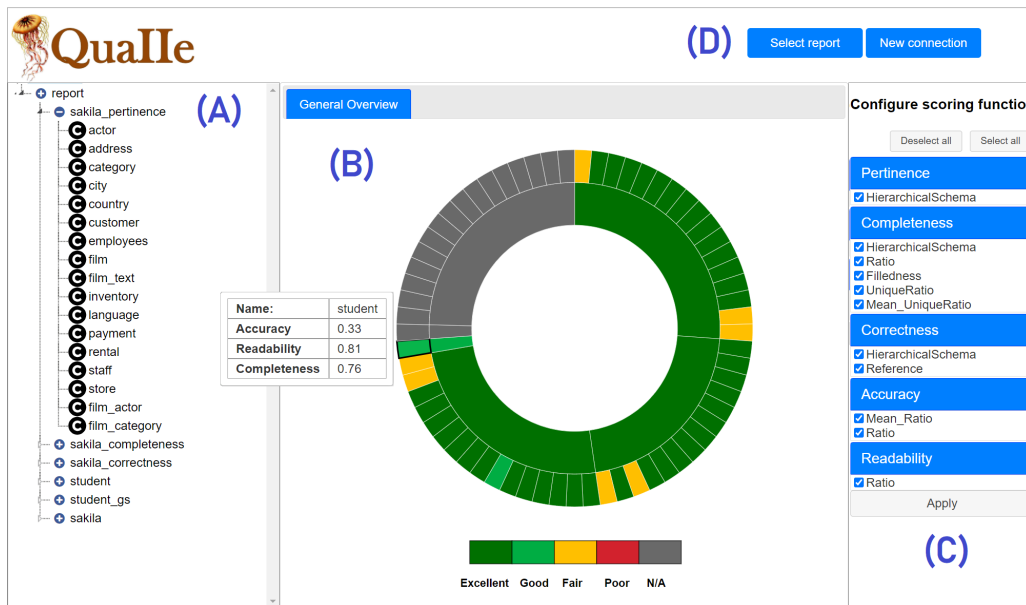 QuaIIe
(D)
Select report
New connection
report
sakila_pertinence
(A)
C actor
C address
C category
C city
C country
C customer
C employees
C film
C film_text
C inventory
C language
C payment
C rental
C staff
C store
C film_actor
C film_category
sakila_completeness
sakila_correctness
student
student_gs
sakila
General Overview
(B)
Name: student
Accuracy 0.33
Readability 0.81
Completeness 0.76
Excellent Good Fair Poor N/A
Configure scoring functio
Deselect all Select all
Pertinence
HierarchicalSchema
Completeness
HierarchicalSchema
Ratio
Filledness
UniqueRatio
Mean_UniqueRatio
Correctness
HierarchicalSchema
Reference
Accuracy
Mean_Ratio
Ratio
Readability
Ratio
Apply
(C)